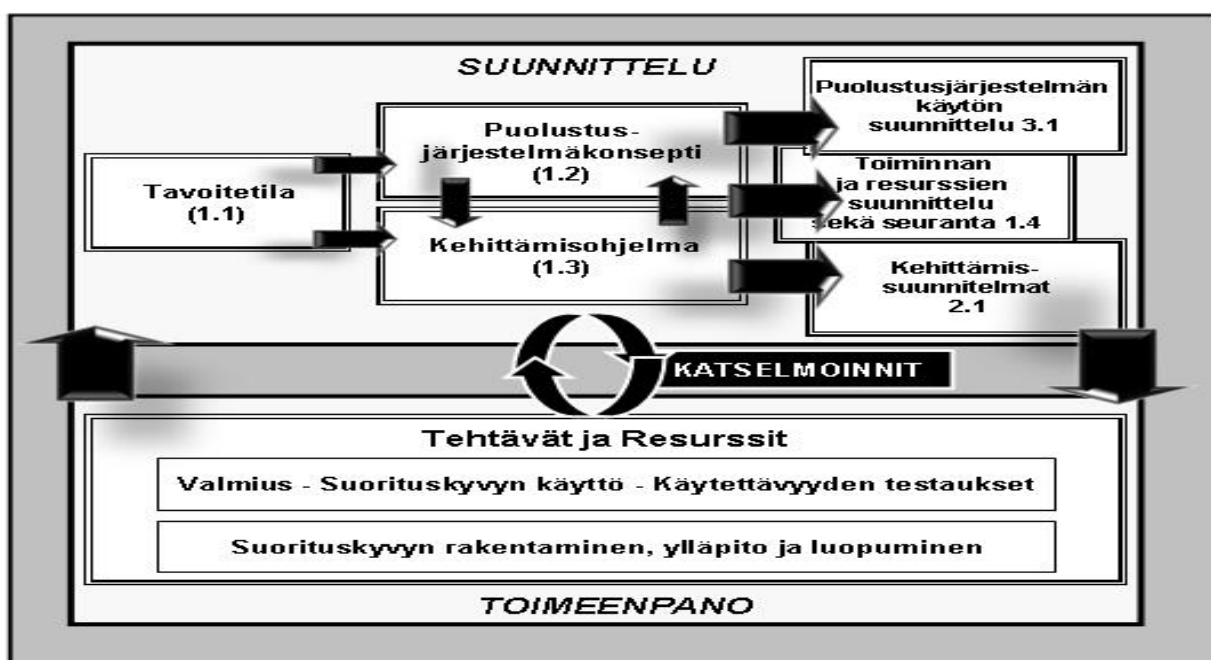 SUUNNITTELU
Tavoitetila
(1.1)
Puolustus-
järjestelmäkonsepti
(1.2)
Kehittämisohjelma
(1.3)
Puolustusjärjestelmän
käytön
suunnittelu 3.1
Toiminnan
ja resurssien
suunnittelu
sekä seuranta 1.4
Kehittämis-
suunnitelmat
2.1
KATSELMOINNIT
Tehtävät ja Resurssit
Valmius - Suorituskyvyn käyttö - Käytettävyyden testaukset
Suorituskyvyn rakentaminen, ylläpito ja luopuminen
TOIMEENPANO